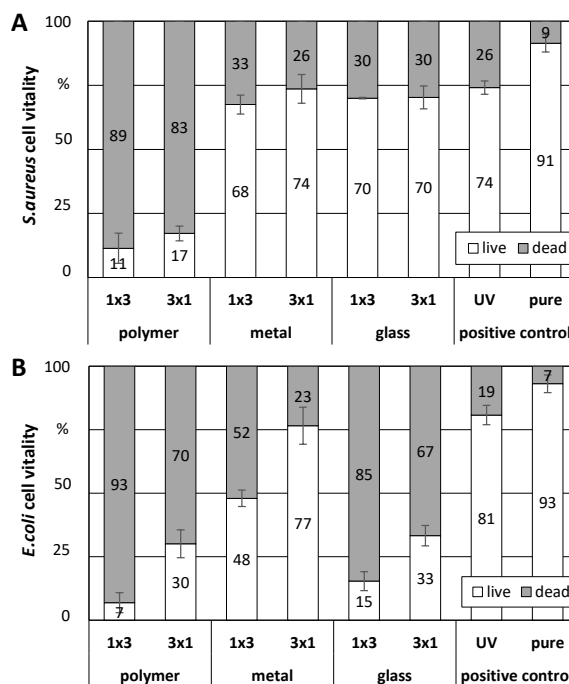 A
100
%
50
25
0
S.aureus cell vitality
33 26 30 30 26 9
89 83
68 74 70 70 74 91
11 17
live dead
1x3 3x1 1x3 3x1 1x3 3x1 UV pure
polymer metal glass positive control
B
100
%
50
25
0
E.coli cell vitality
93 70 52 23 85 67 19 7
7 30 48 77 15 33 81 93
live dead
1x3 3x1 1x3 3x1 1x3 3x1 UV pure
polymer metal glass positive control